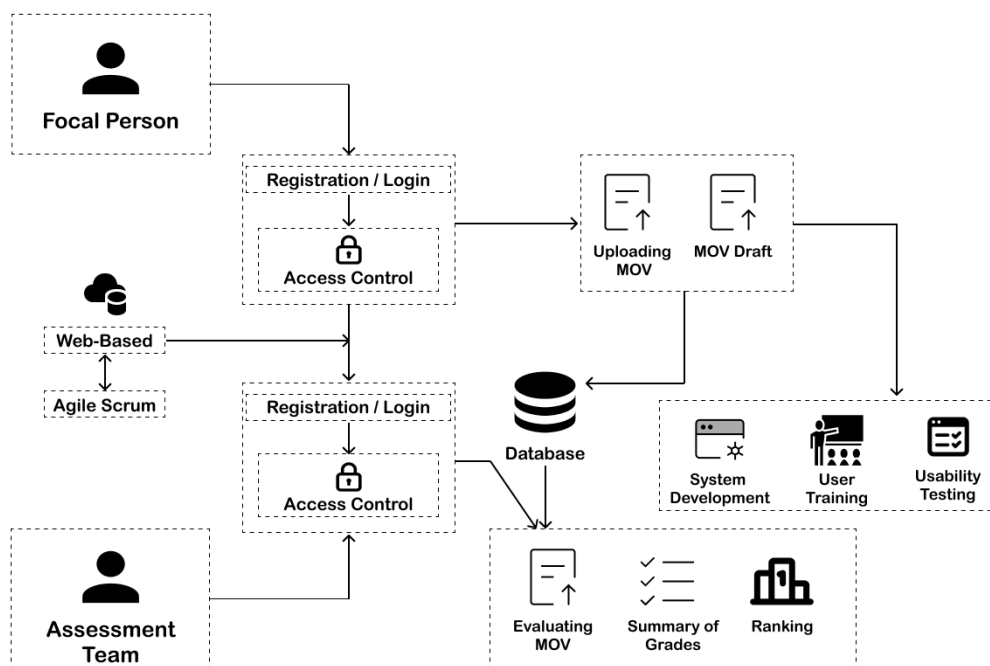 Focal Person
Registration / Login
Access Control
Uploading
MOV
MOV Draft
Web-Based
Agile Scrum
Registration / Login
Access Control
Database
System
Development
User
Training
Usability
Testing
Assessment
Team
Evaluating
MOV
Summary of
Grades
1
Ranking